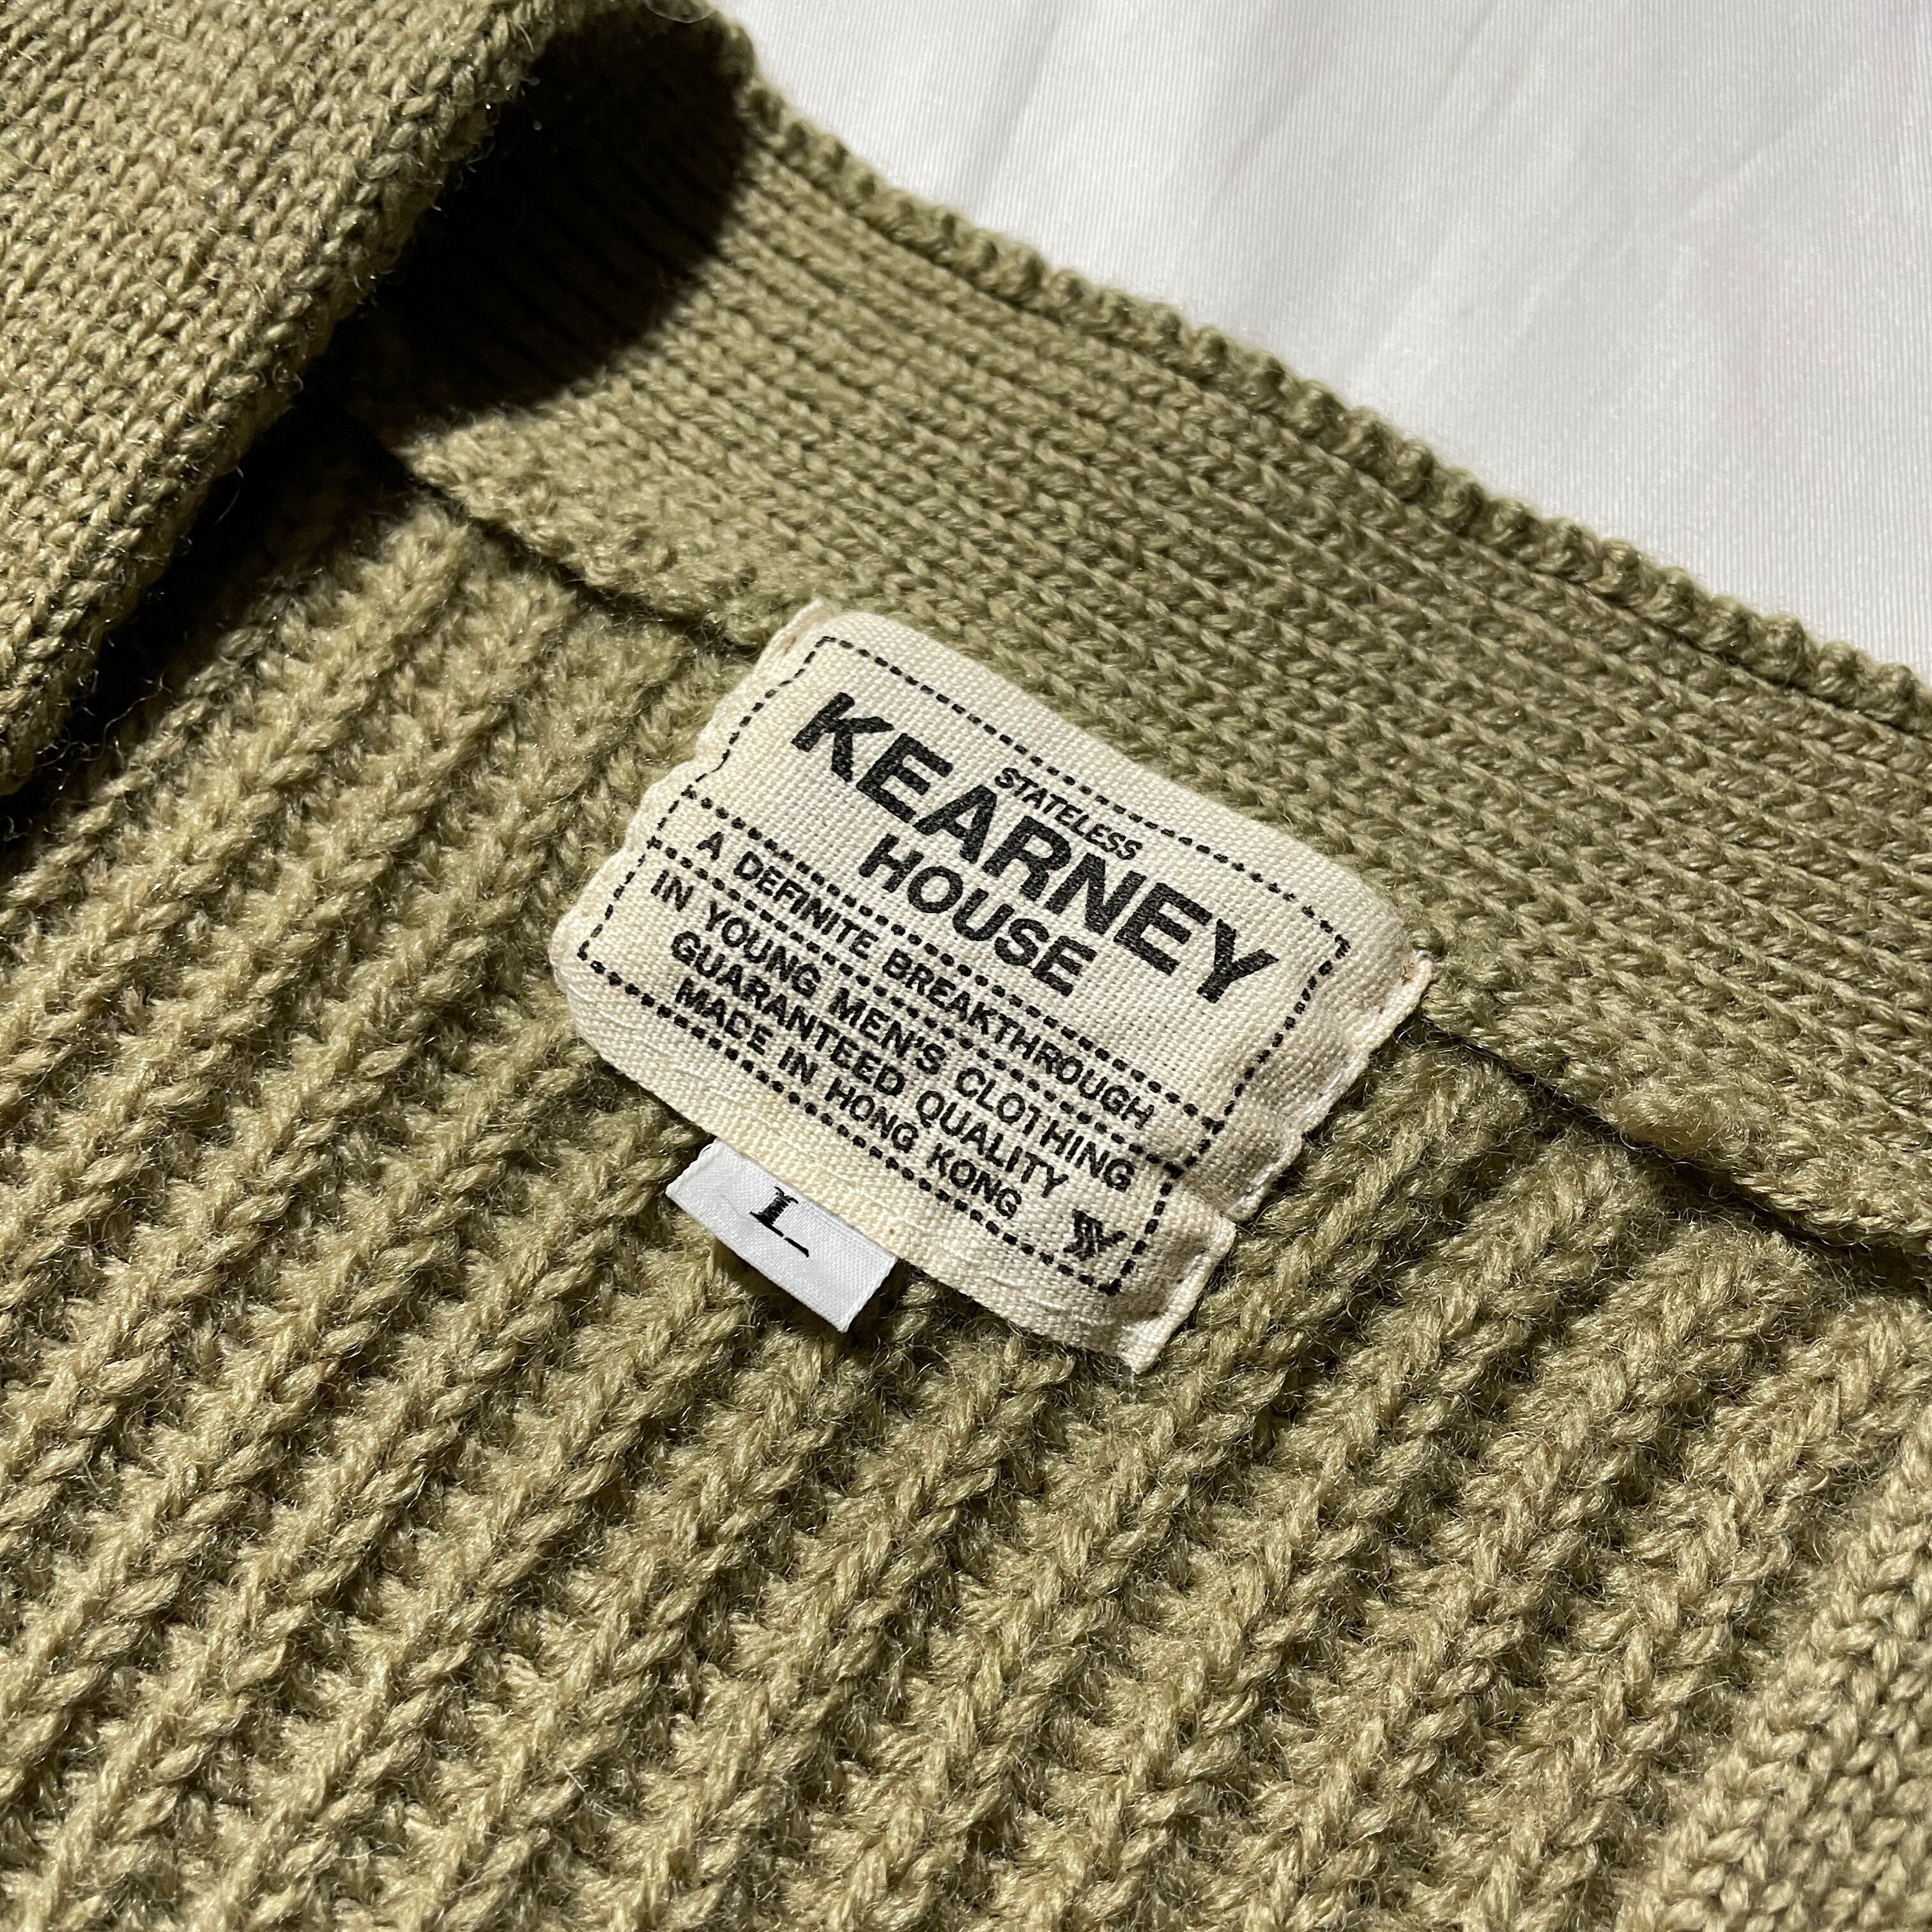 STATELESS
KEARNEY
HOUSE
A DEFINITE BREAKTHROUGH
IN YOUNG MEN'S CLOTHING
GUARANTEED QUALITY
MADE IN HONG KONG
L